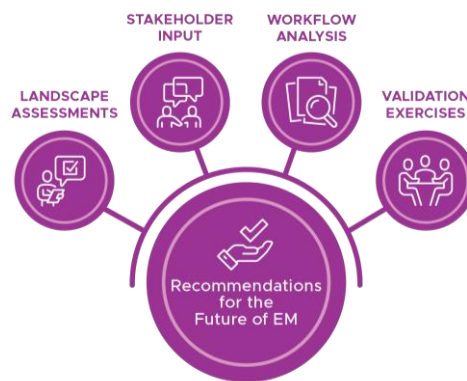 STAKEHOLDER
INPUT
WORKFLOW
ANALYSIS
LANDSCAPE
ASSESSMENTS
VALIDATION
EXERCISES
Recommendations
for the
Future of EM